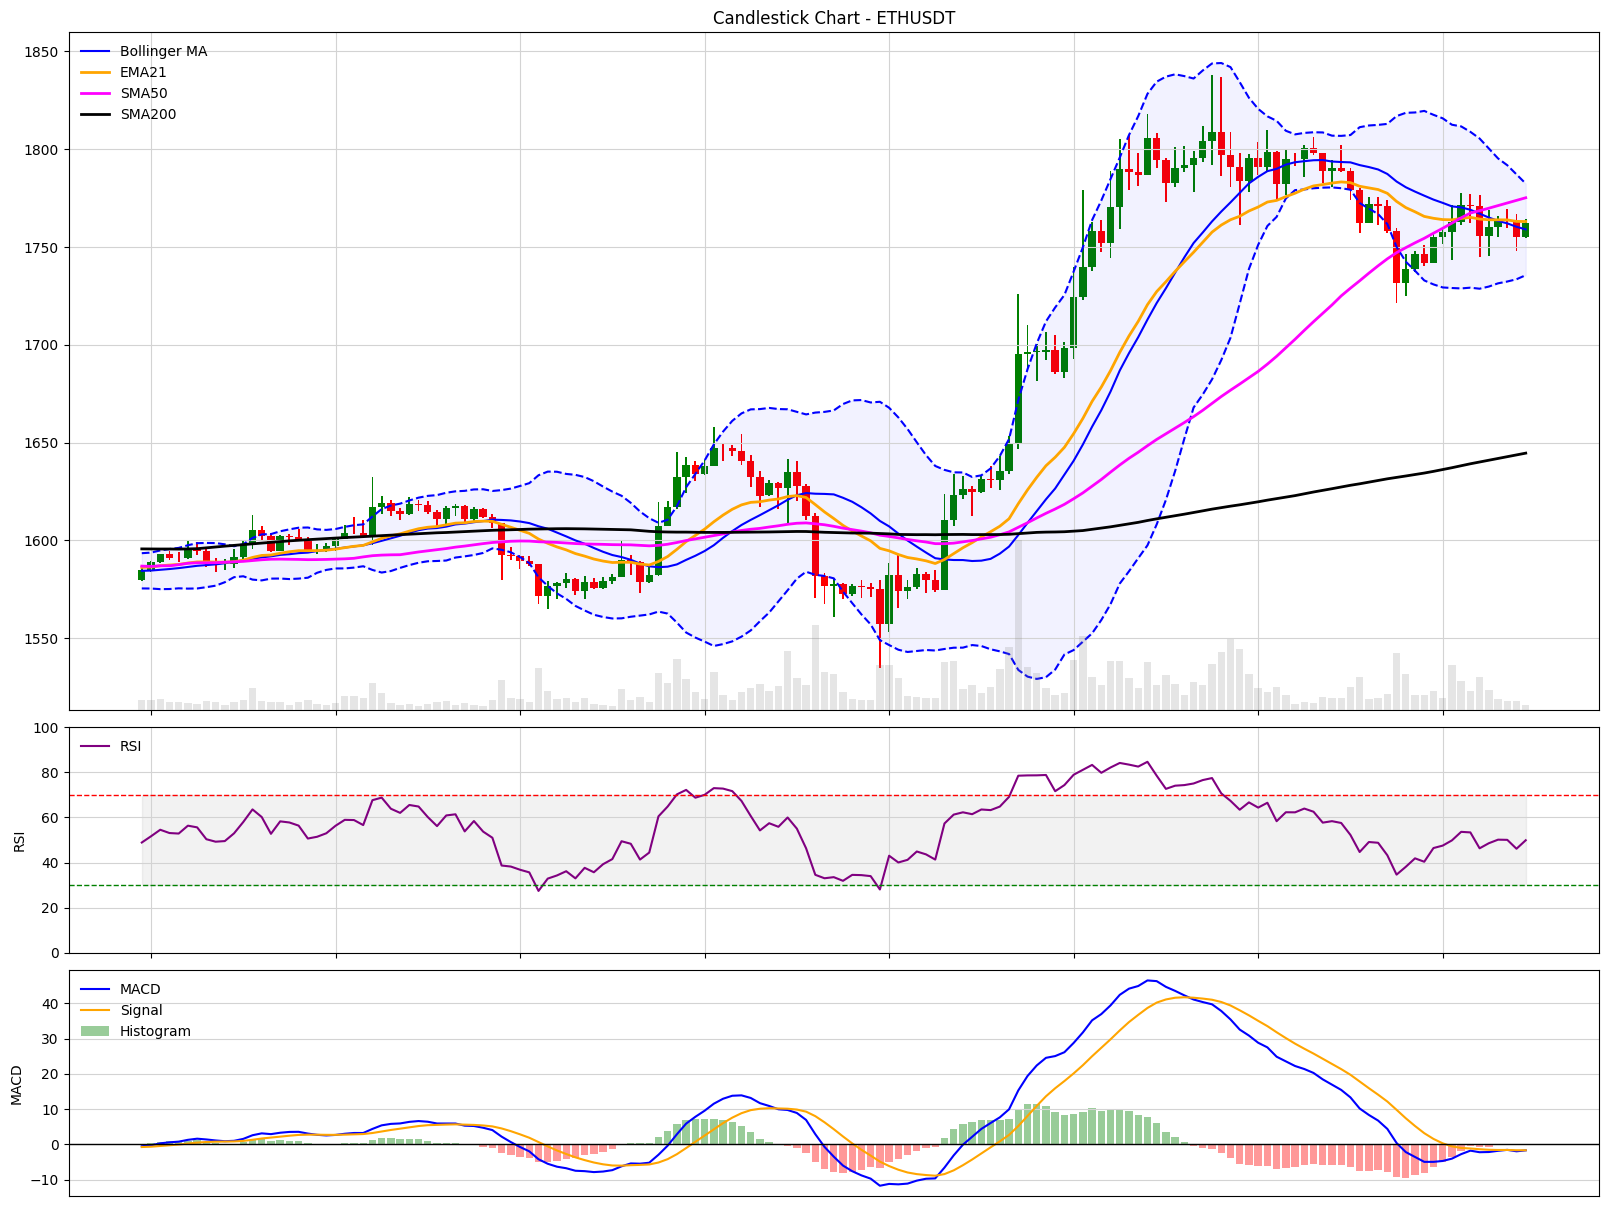 Candlestick Chart - ETHUSDT
1850
1800
1750
1700
1650
1600
1550
Bollinger MA
EMA21
SMA50
SMA200
100
80
60
40
20
0
RSI
RSI
40
30
20
10
0
−10
MACD
MACD
Signal
Histogram